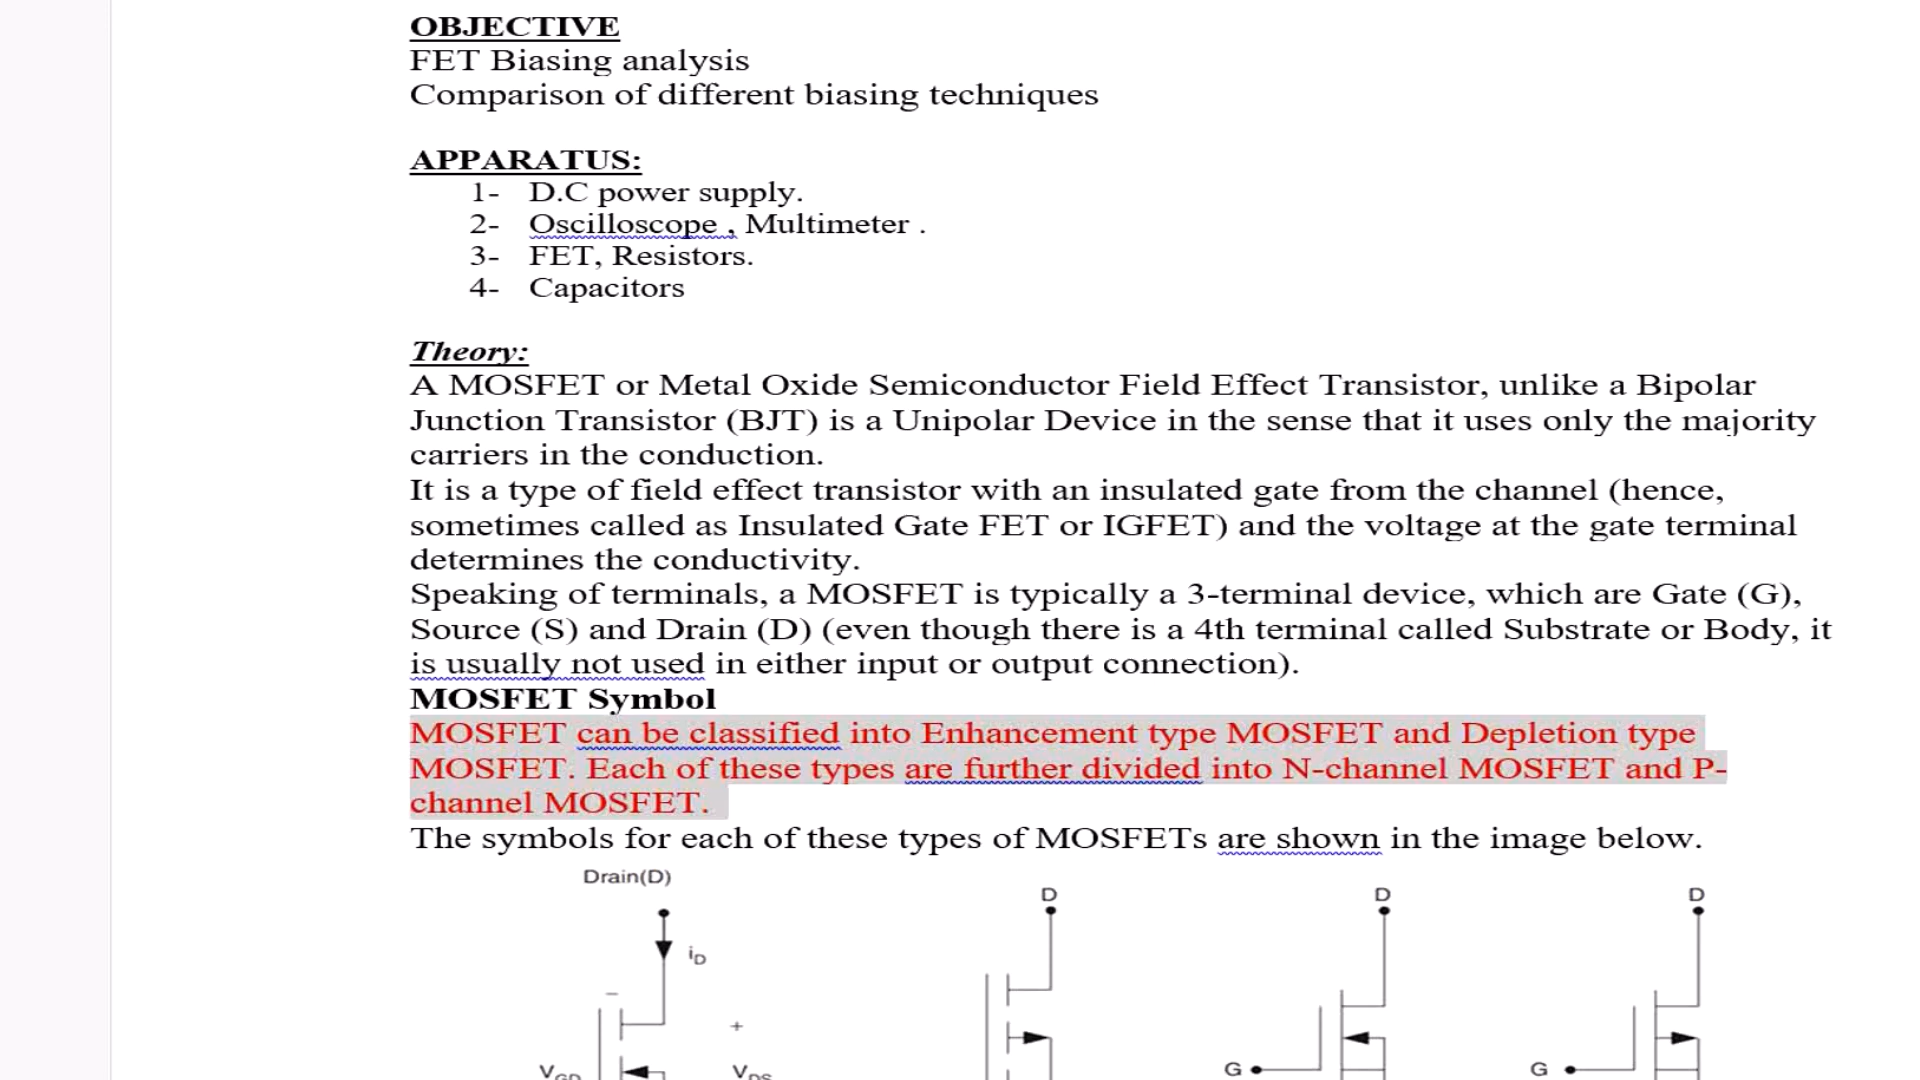 OBJECTIVE
FET Biasing analysis
Comparison of different biasing techniques
APPARATUS:
1- D.C power supply.
2- Oscilloscope , Multimeter .
3- FET, Resistors.
4- Capacitors
Theory:
A MOSFET or Metal Oxide Semiconductor Field Effect Transistor, unlike a Bipolar
Junction Transistor (BJT) is a Unipolar Device in the sense that it uses only the majority
carriers in the conduction.
It is a type of field effect transistor with an insulated gate from the channel (hence,
sometimes called as Insulated Gate FET or IGFET) and the voltage at the gate terminal
determines the conductivity.
Speaking of terminals, a MOSFET is typically a 3-terminal device, which are Gate (G),
Source (S) and Drain (D) (even though there is a 4th terminal called Substrate or Body, it
is usually not used in either input or output connection).
MOSFET Symbol
MOSFET can be classified into Enhancement type MOSFET and Depletion type
MOSFET. Each of these types are further divided into N-channel MOSFET and P-
channel MOSFET.
The symbols for each of these types of MOSFETs are shown in the image below.
Drain(D)
D
D
D
iD
−
+
VGD
VDS
G
G